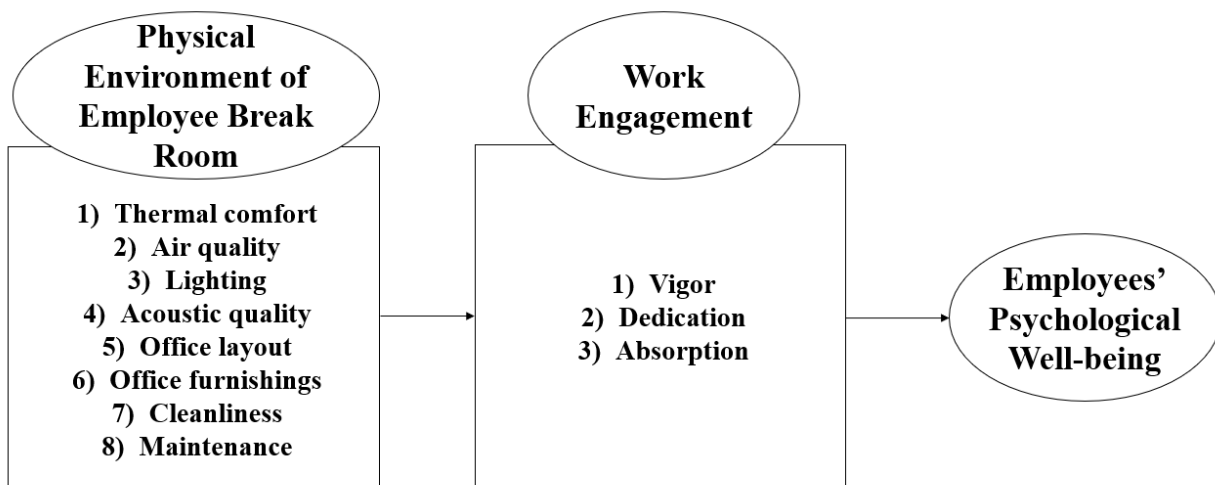 Physical
Environment of
Employee Break
Room
1) Thermal comfort
2) Air quality
3) Lighting
4) Acoustic quality
5) Office layout
6) Office furnishings
7) Cleanliness
8) Maintenance
Work
Engagement
1) Vigor
2) Dedication
3) Absorption
Employees’
Psychological
Well-being